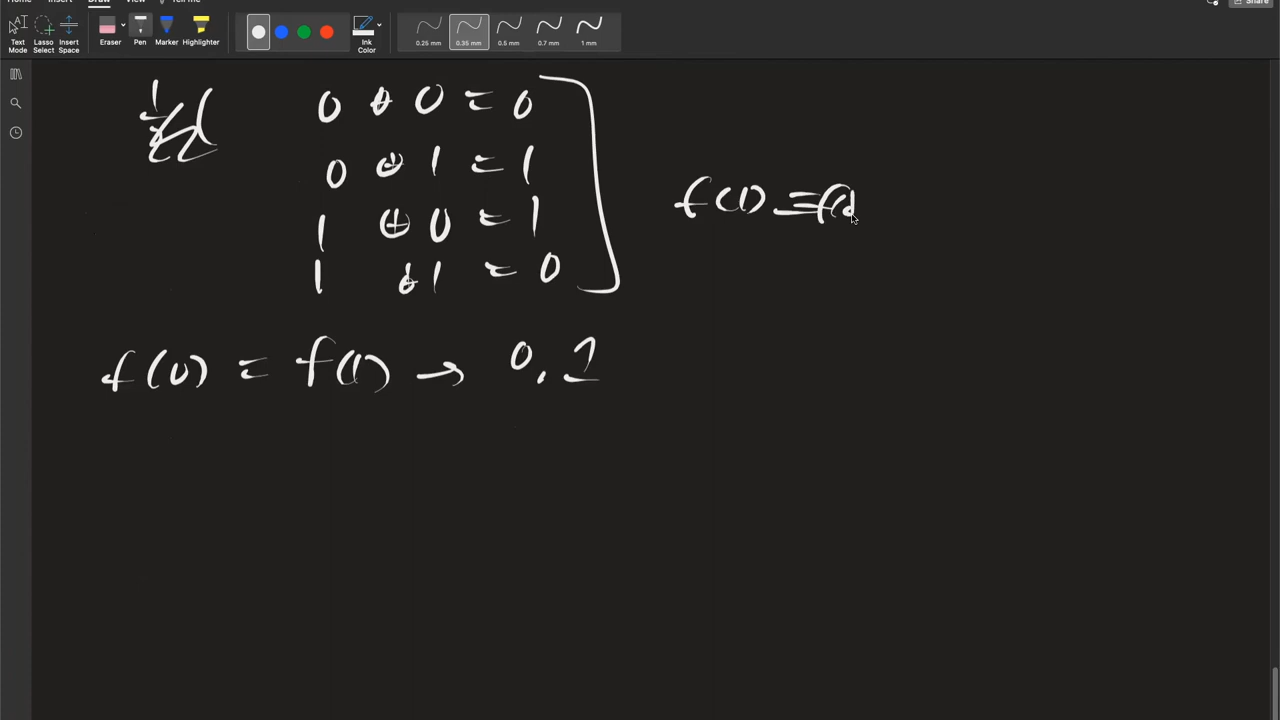 Home Insert Draw View Tell me Share
Text Mode Lasso Select Insert Space Eraser Pen Marker Highlighter Ink Color 0.25 mm 0.35 mm 0.5 mm 0.7 mm 1 mm
0 ⊕ 0 = 0
0 ⊕ 1 = 1
1 ⊕ 0 = 1
1 ⊕ 1 = 0
f(1) = f(
f(0) = f(1) → 0, 1